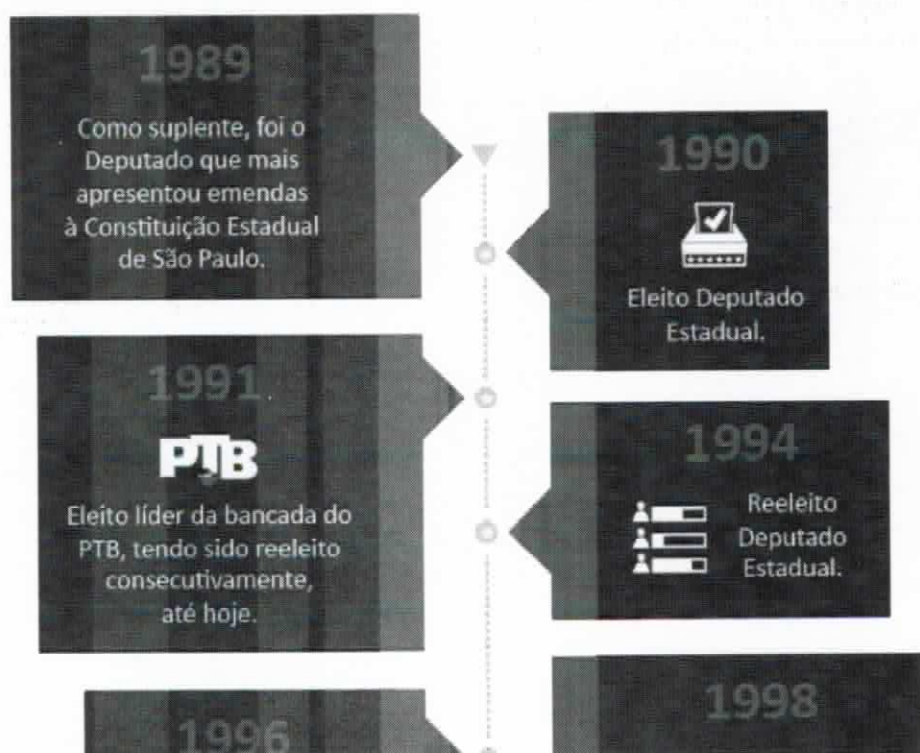 1989
Como suplente, foi o
Deputado que mais
apresentou emendas
à Constituição Estadual
de São Paulo.
1990
Eleito Deputado
Estadual.
1991
PTB
Eleito líder da bancada do
PTB, tendo sido reeleito
consecutivamente,
até hoje.
1994
Reeleito
Deputado
Estadual.
1996
1998